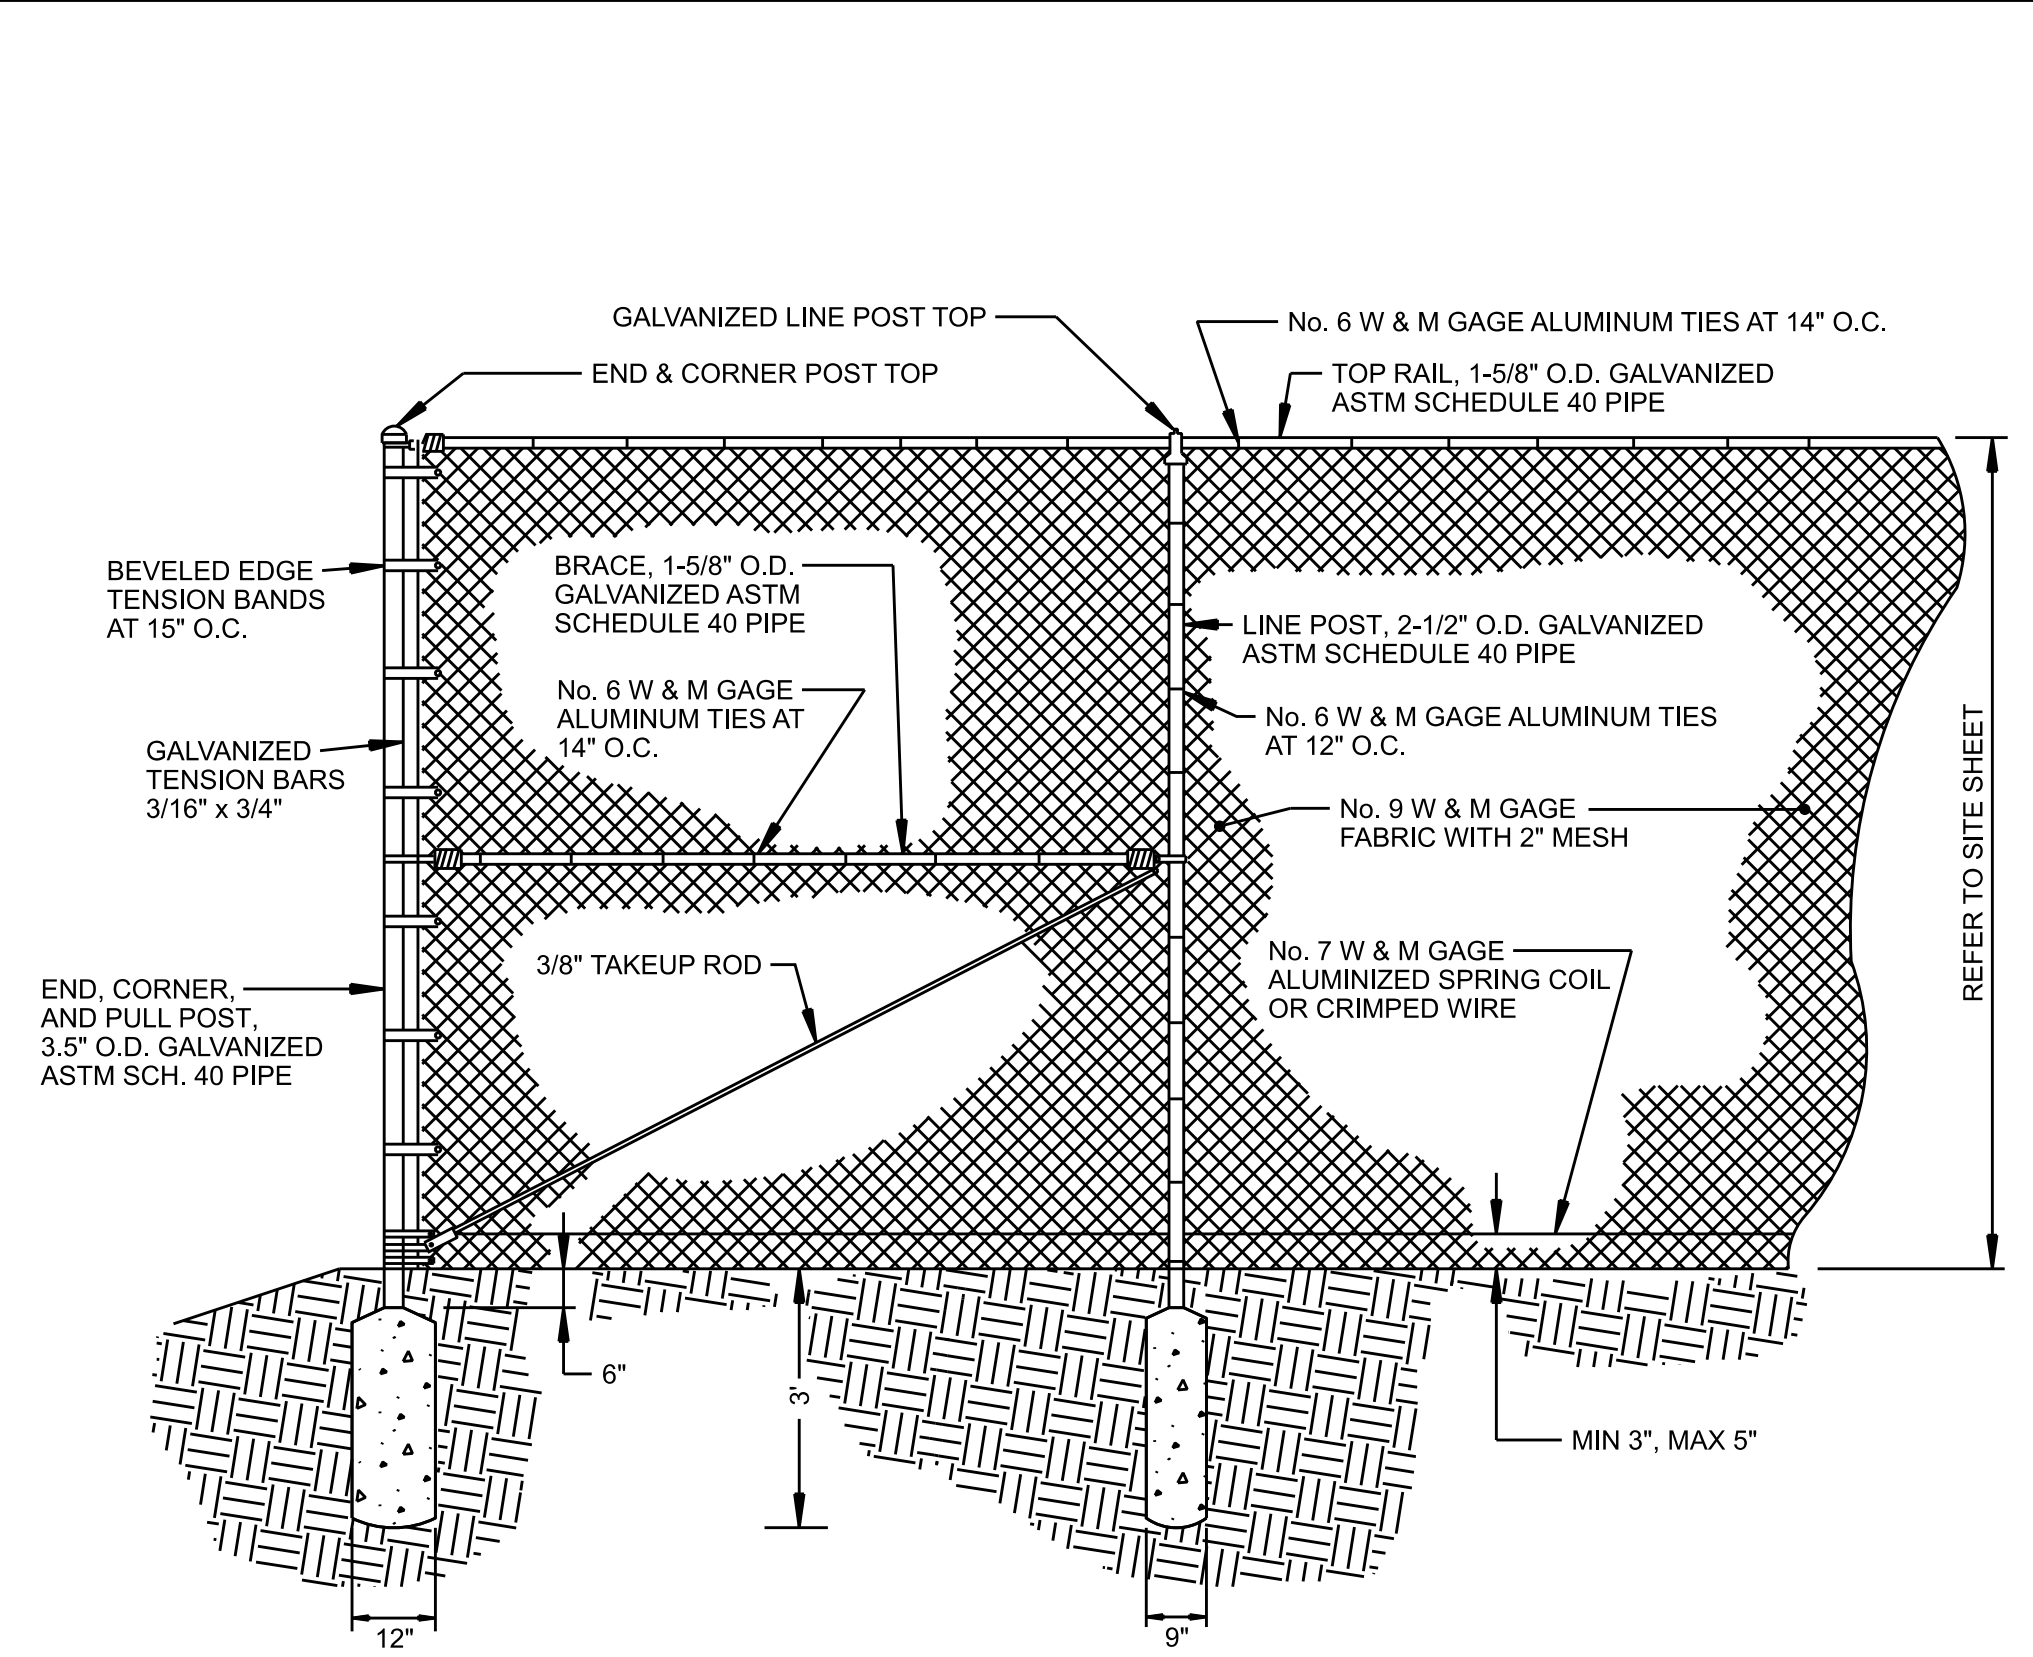 GALVANIZED LINE POST TOP
No. 6 W & M GAGE ALUMINUM TIES AT 14" O.C.
END & CORNER POST TOP
TOP RAIL, 1-5/8" O.D. GALVANIZED
ASTM SCHEDULE 40 PIPE
BEVELED EDGE
TENSION BANDS
AT 15" O.C.
BRACE, 1-5/8" O.D.
GALVANIZED ASTM
SCHEDULE 40 PIPE
LINE POST, 2-1/2" O.D. GALVANIZED
ASTM SCHEDULE 40 PIPE
No. 6 W & M GAGE
ALUMINUM TIES AT
14" O.C.
No. 6 W & M GAGE ALUMINUM TIES
AT 12" O.C.
GALVANIZED
TENSION BARS
3/16" x 3/4"
No. 9 W & M GAGE
FABRIC WITH 2" MESH
REFER TO SITE SHEET
3/8" TAKEUP ROD
No. 7 W & M GAGE
ALUMINIZED SPRING COIL
OR CRIMPED WIRE
END, CORNER,
AND PULL POST,
3.5" O.D. GALVANIZED
ASTM SCH. 40 PIPE
6"
3'
MIN 3", MAX 5"
12"
9"